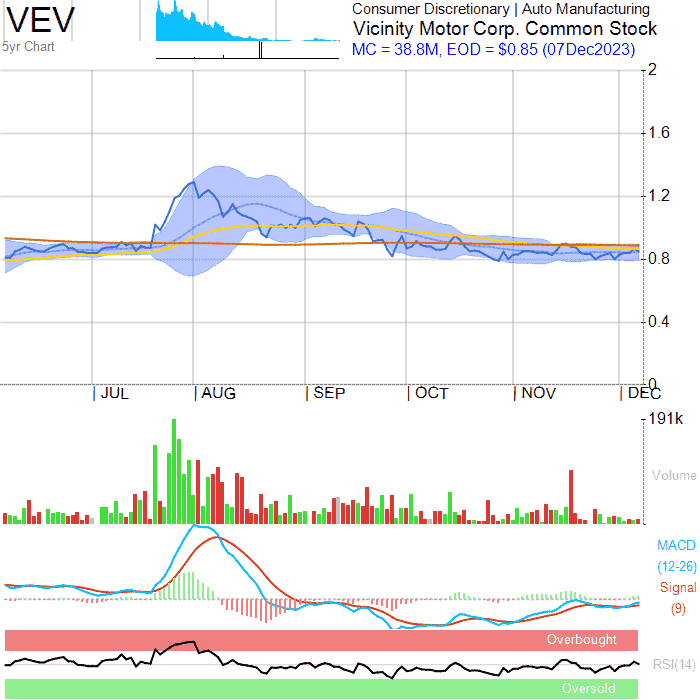 VEV
5yr Chart
Consumer Discretionary | Auto Manufacturing
Vicinity Motor Corp. Common Stock
MC = 38.8M, EOD = $0.85 (07Dec2023)
2
1.6
1.2
0.8
0.4
0
JUL AUG SEP OCT NOV DEC
191k
Volume
MACD
(12-26)
Signal
(9)
Overbought
RSI(14)
Oversold